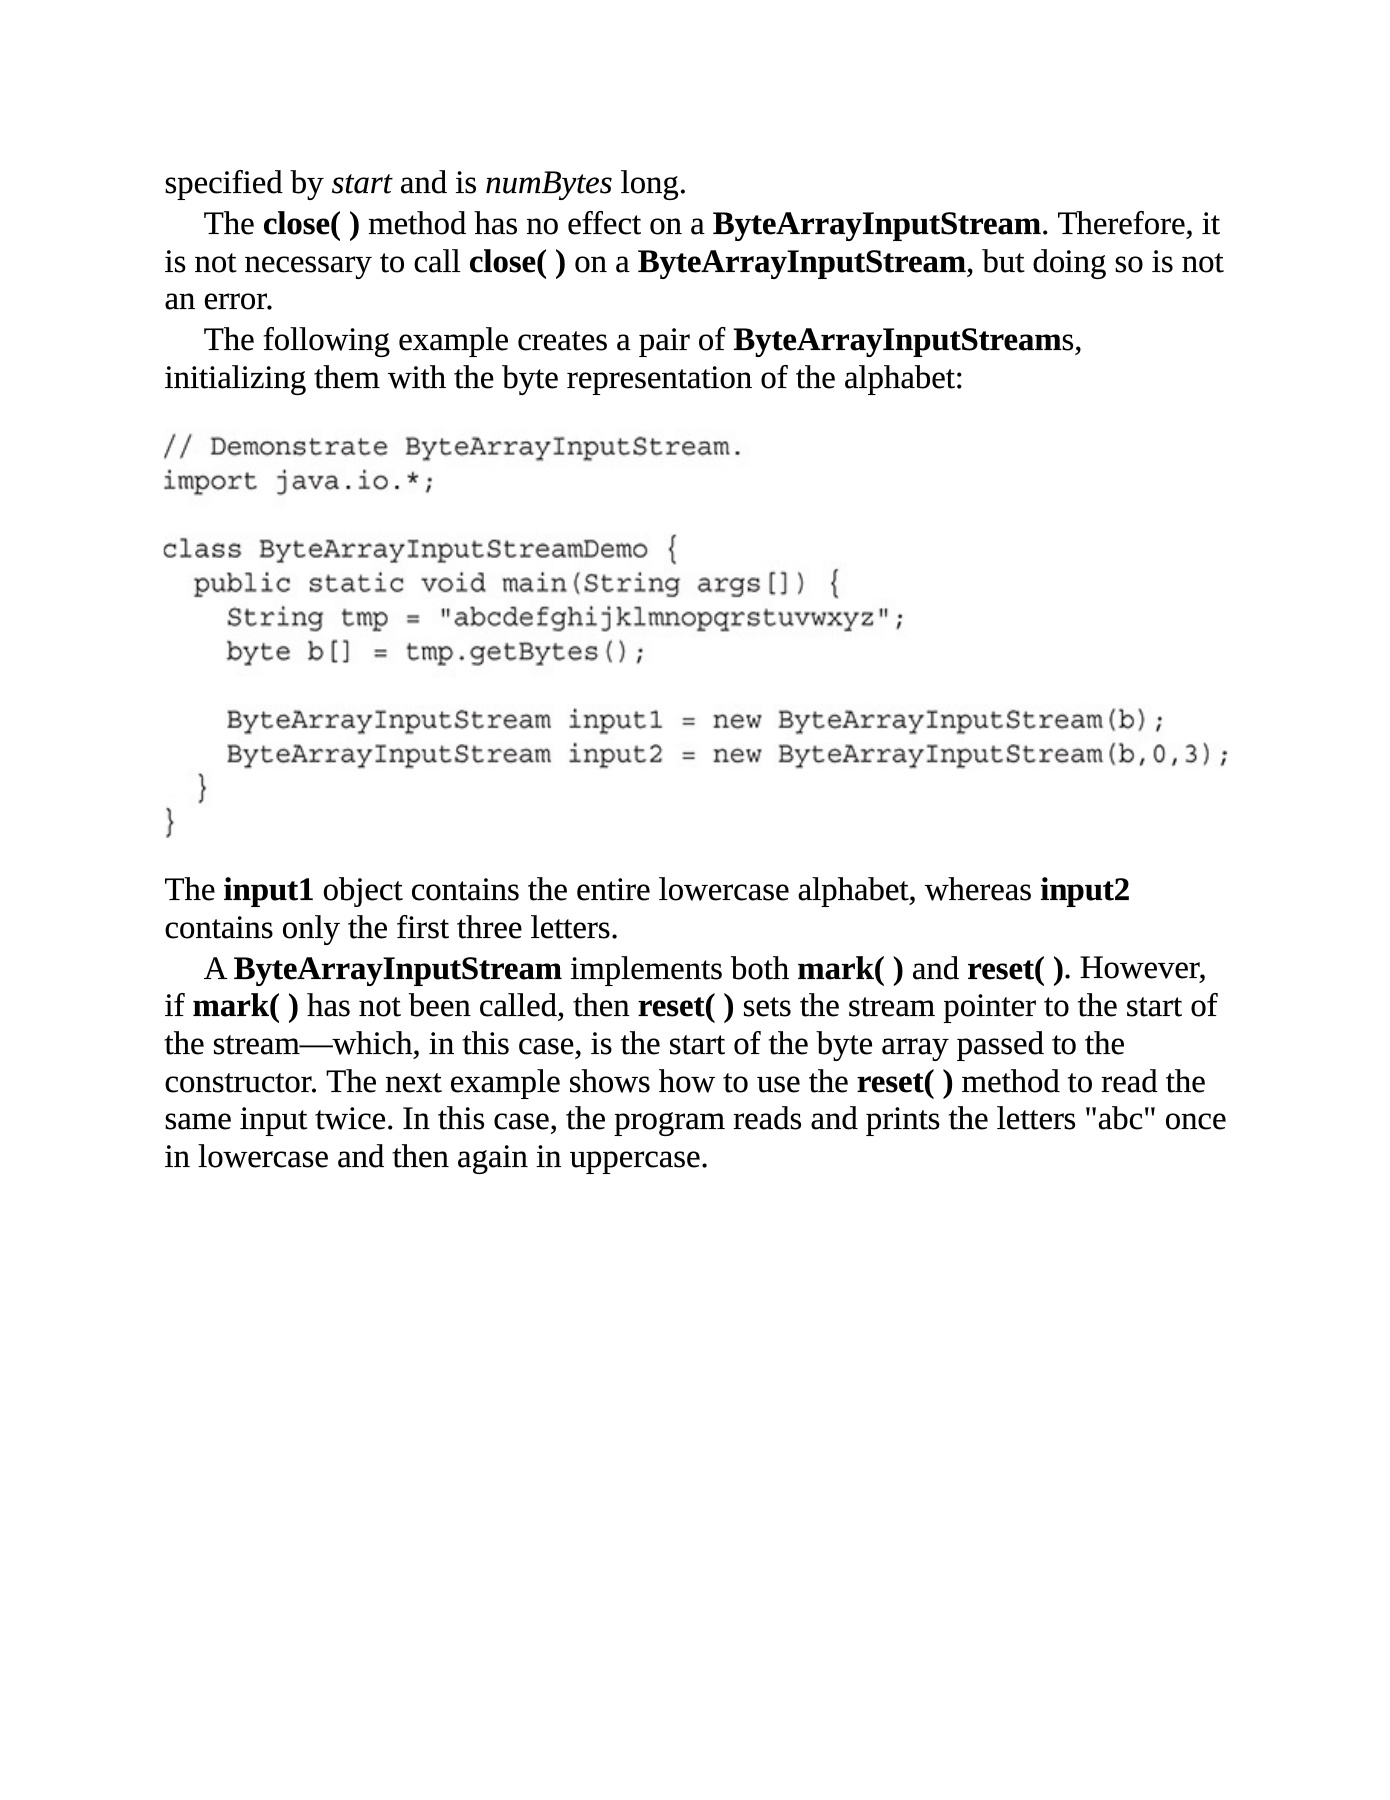 specified by start and is numBytes long.
The close( ) method has no effect on a ByteArrayInputStream. Therefore, it
is not necessary to call close( ) on a ByteArrayInputStream, but doing so is not
an error.
The following example creates a pair of ByteArrayInputStreams,
initializing them with the byte representation of the alphabet:
// Demonstrate ByteArrayInputStream.
import java.io.*;
class ByteArrayInputStreamDemo {
  public static void main(String args[]) {
    String tmp = "abcdefghijklmnopqrstuvwxyz";
    byte b[] = tmp.getBytes();
    ByteArrayInputStream input1 = new ByteArrayInputStream(b);
    ByteArrayInputStream input2 = new ByteArrayInputStream(b,0,3);
  }
}
The input1 object contains the entire lowercase alphabet, whereas input2
contains only the first three letters.
A ByteArrayInputStream implements both mark( ) and reset( ). However,
if mark( ) has not been called, then reset( ) sets the stream pointer to the start of
the stream—which, in this case, is the start of the byte array passed to the
constructor. The next example shows how to use the reset( ) method to read the
same input twice. In this case, the program reads and prints the letters "abc" once
in lowercase and then again in uppercase.